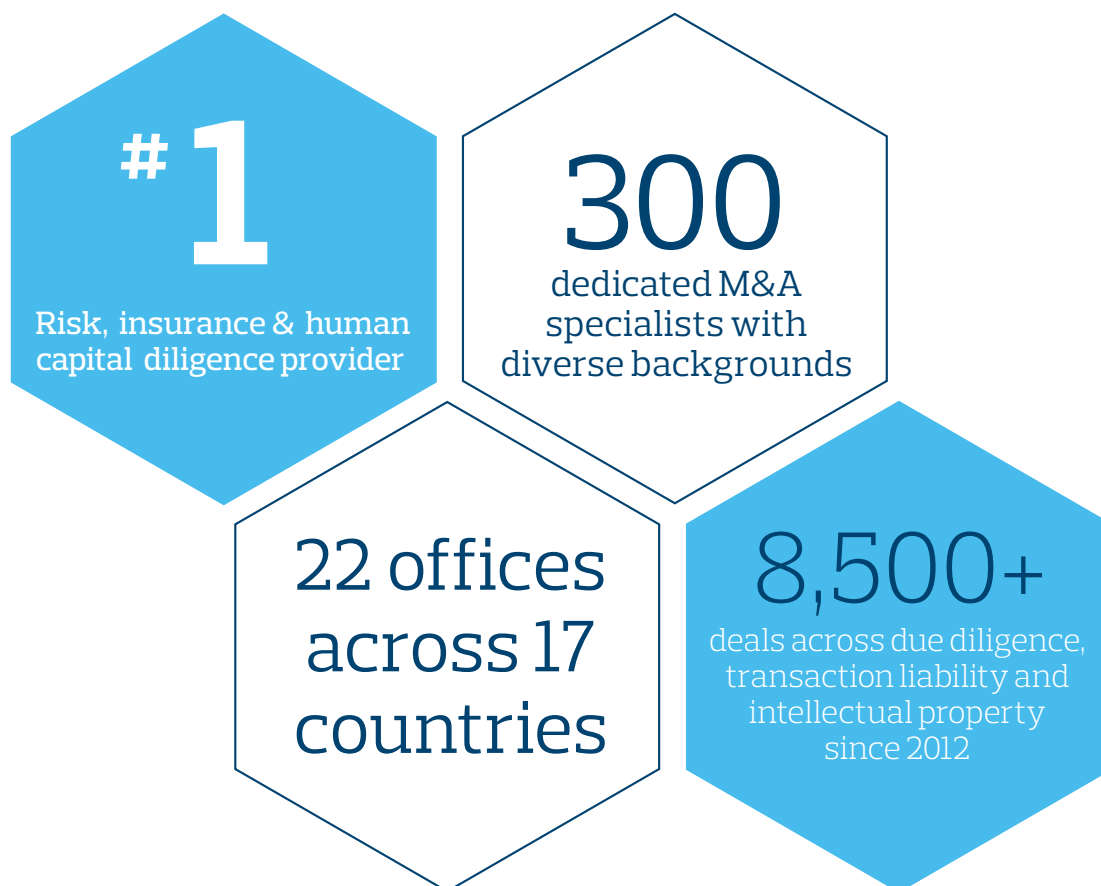 #1
Risk, insurance & human
capital diligence provider
300
dedicated M&A
specialists with
diverse backgrounds
22 offices
across 17
countries
8,500+
deals across due diligence,
transaction liability and
intellectual property
since 2012